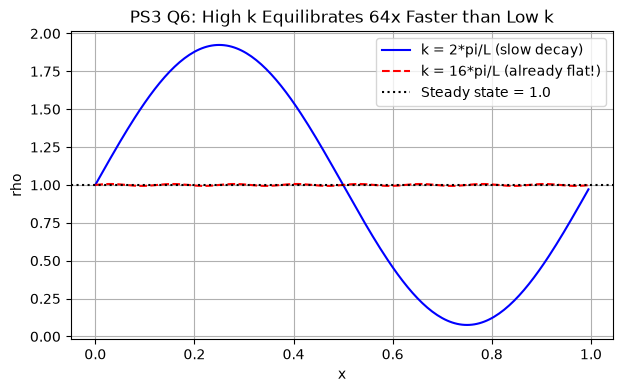 PS3 Q6: High k Equilibrates 64x Faster than Low k
k = 2*pi/L (slow decay)
k = 16*pi/L (already flat!)
Steady state = 1.0
rho
2.00
1.75
1.50
1.25
1.00
0.75
0.50
0.25
0.00
0.0 0.2 0.4 0.6 0.8 1.0
x